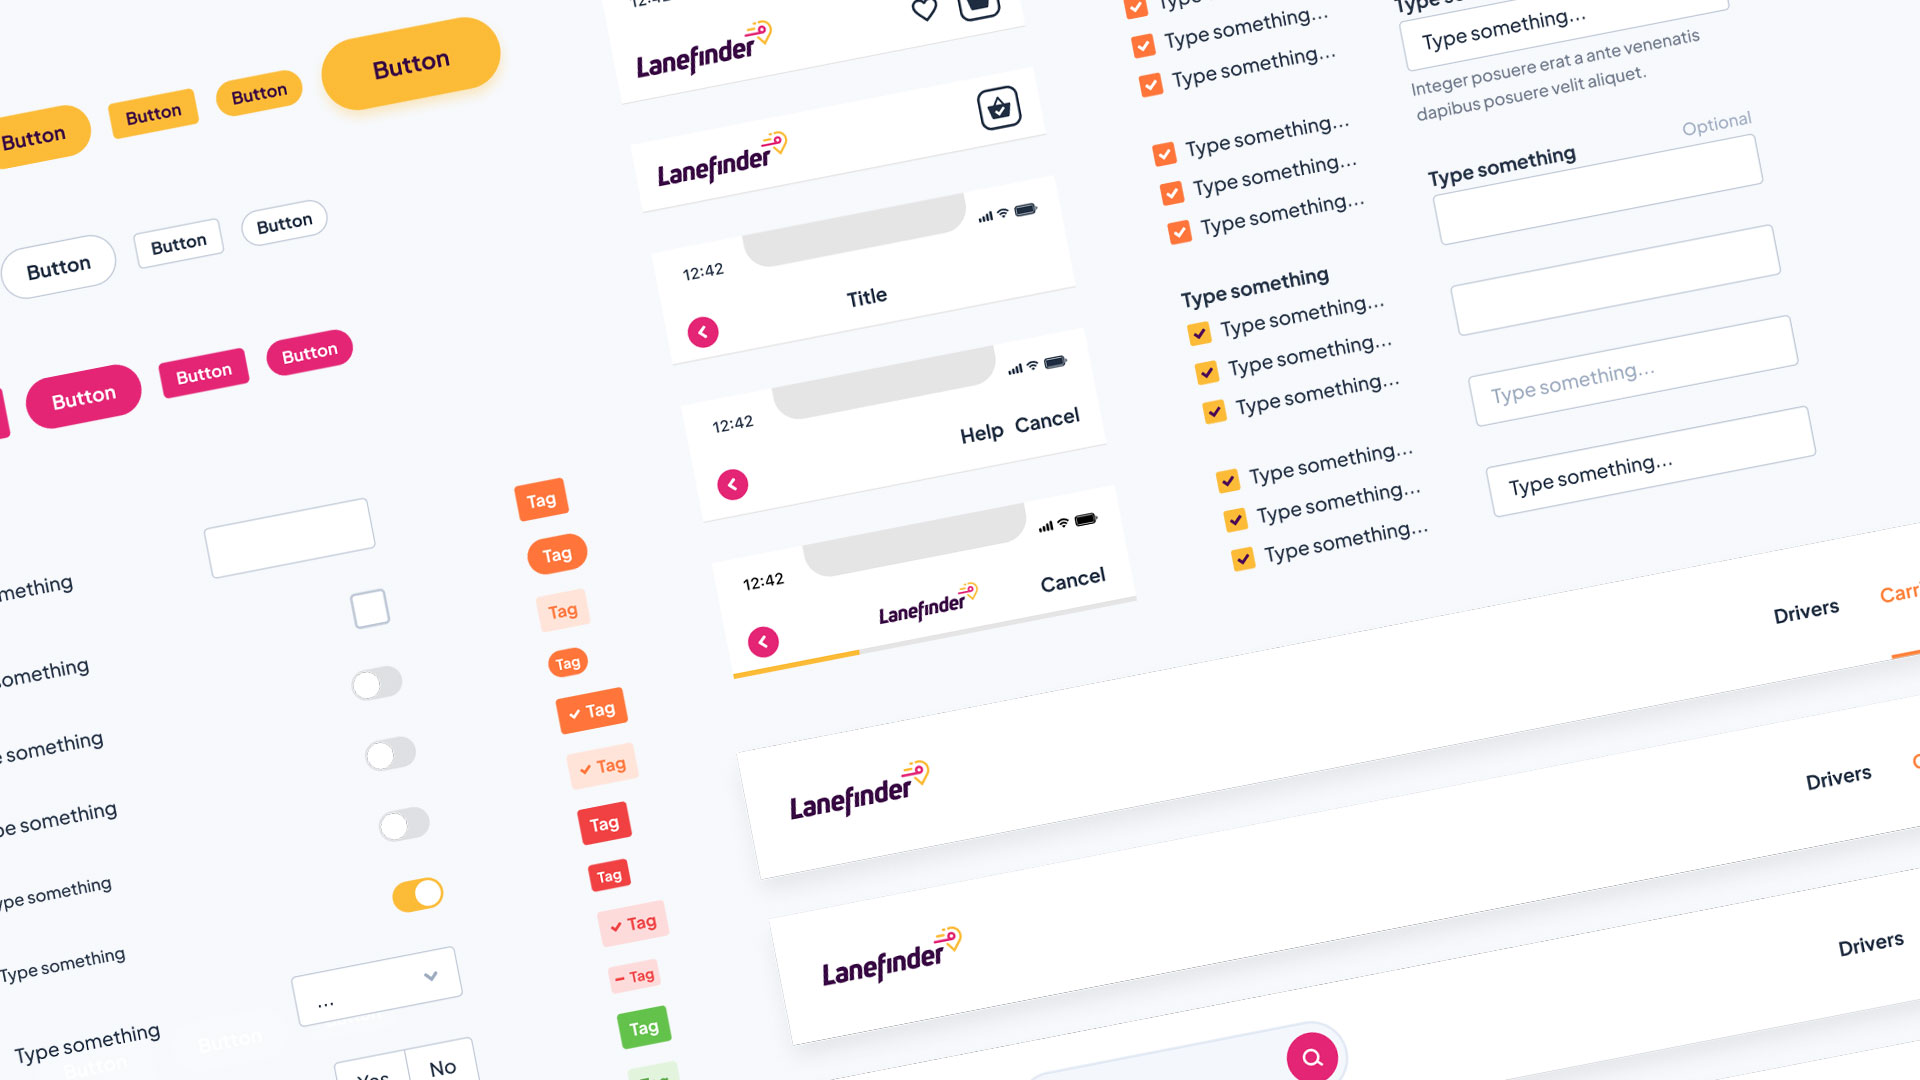 Button
Button
Button
Button
Button
Button
Button
Button
Button
Button
something
something
something
Type something
Type something
Type something
...
Yes
No
Button
Button
Tag
Tag
Tag
Tag
Tag
Tag
Tag
Tag
Tag
Tag
Tag
Lanefinder
Lanefinder
12:42
Title
12:42
Help Cancel
12:42
Lanefinder
Cancel
Type something...
Type something...
Type something...
Type something...
Type something...
Type something
Type something...
Type something...
Type something...
Type something...
Type something...
Type something...
Type something...
Integer posuere erat a ante venenatis
dapibus posuere velit aliquet.
Optional
Type something
Type something...
Type something...
Lanefinder
Drivers
Lanefinder
Drivers
Drivers